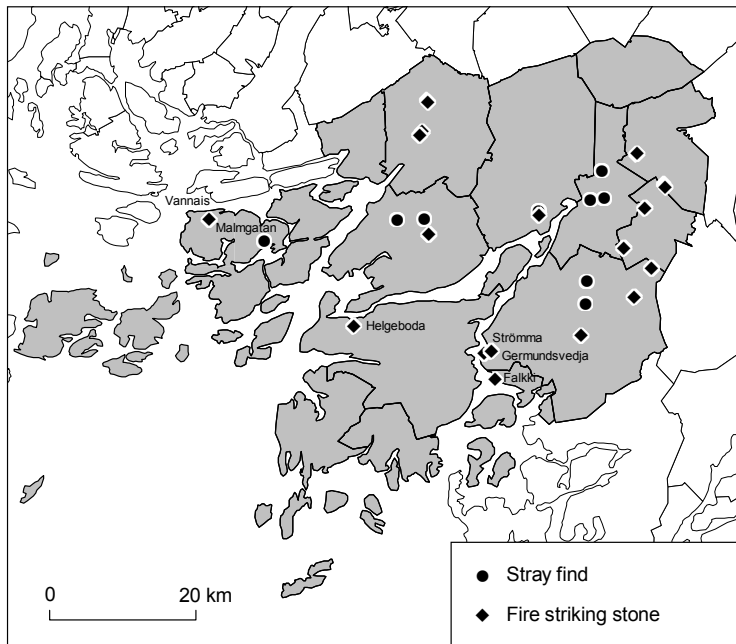 Vannais
Malmgatan
Helgeboda
Strömma
Germundsvedja
Falkki
0 20 km
Stray find
Fire striking stone